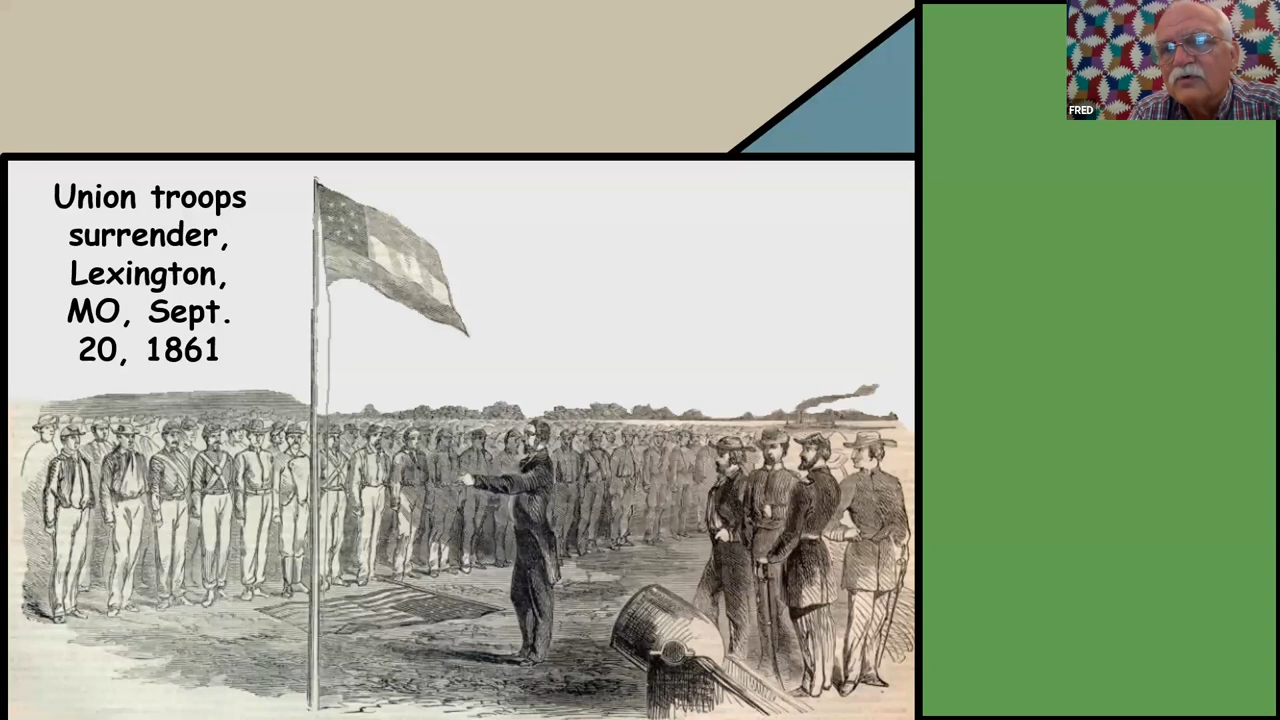 Union troops
surrender,
Lexington,
MO, Sept.
20, 1861
FRED